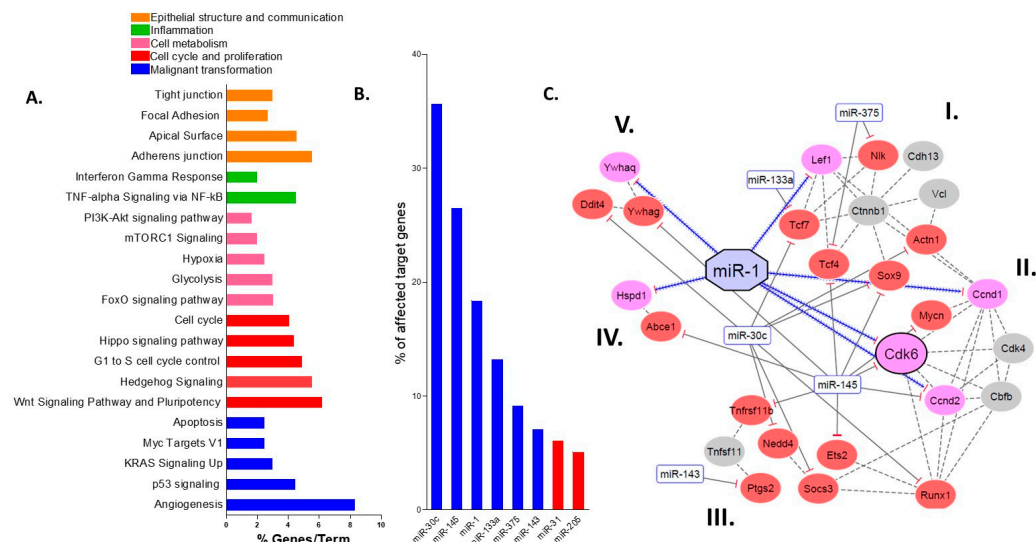 Epithelial structure and communication
Inflammation
Cell metabolism
Cell cycle and proliferation
Malignant transformation
A.
Tight junction
Focal Adhesion
Apical Surface
Adherens junction
Interferon Gamma Response
TNF-alpha Signaling via NF-kB
PI3K-Akt signaling pathway
mTORC1 Signaling
Hypoxia
Glycolysis
FoxO signaling pathway
Cell cycle
Hippo signaling pathway
G1 to S cell cycle control
Hedgehog Signaling
Wnt Signaling Pathway and Pluripotency
Apoptosis
Myc Targets V1
KRAS Signaling Up
p53 signaling
Angiogenesis
0 2 4 6 8 10
% Genes/Term
B.
% of affected target genes
40
30
20
10
0
miR-30c
miR-145
miR-1
miR-133a
miR-375
miR-143
miR-31
miR-205
C.
I.
miR-375
V.
Ywhaq
Lef1
Nlk
Cdh13
miR-133a
Vcl
Ddit4
Ywhag
Tcf7
Ctnnb1
Actn1
miR-1
Tcf4
Sox9
II.
Hspd1
Ccnd1
Abce1
Mycn
IV.
miR-30c
Cdk6
Cdk4
miR-145
Ccnd2
Cbfb
Tnfrsf11b
Tnfsf11
Nedd4
Ets2
miR-143
Ptgs2
Socs3
Runx1
III.